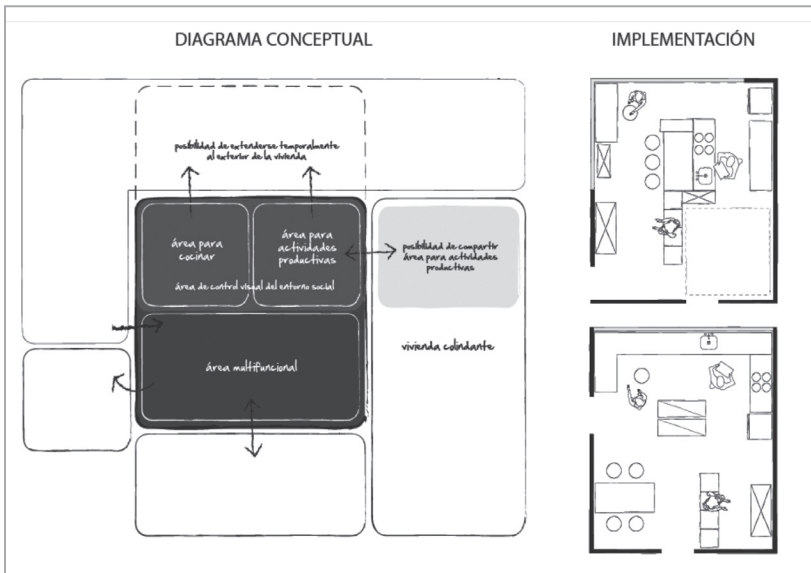 DIAGRAMA CONCEPTUAL
IMPLEMENTACIÓN
posibilidad de extenderse temporalmente
al exterior de la vivienda
área para
cocinar
área para
actividades
productivas
posibilidad de compartir
área para actividades
productivas
área de control visual del entorno social
vivienda colindante
área multifuncional